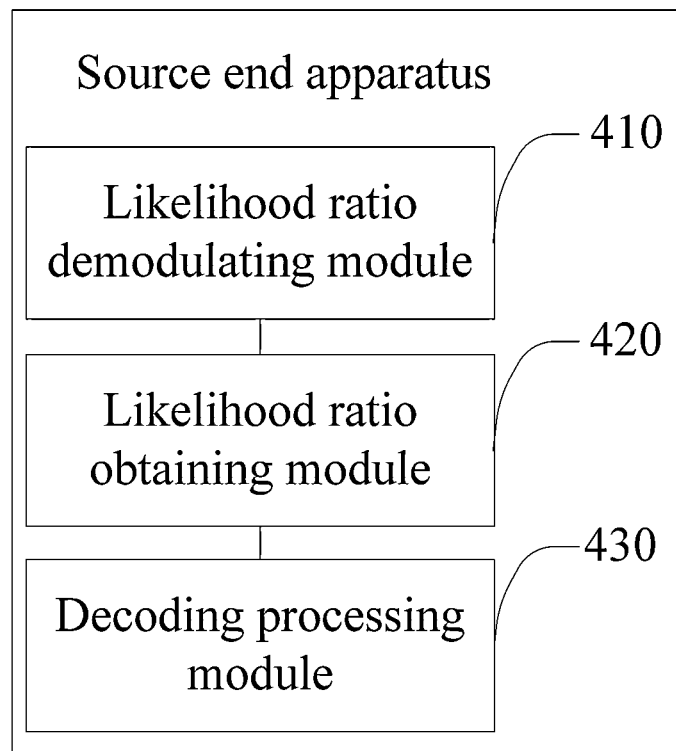 Source end apparatus
410
Likelihood ratio
demodulating module
420
Likelihood ratio
obtaining module
430
Decoding processing
module